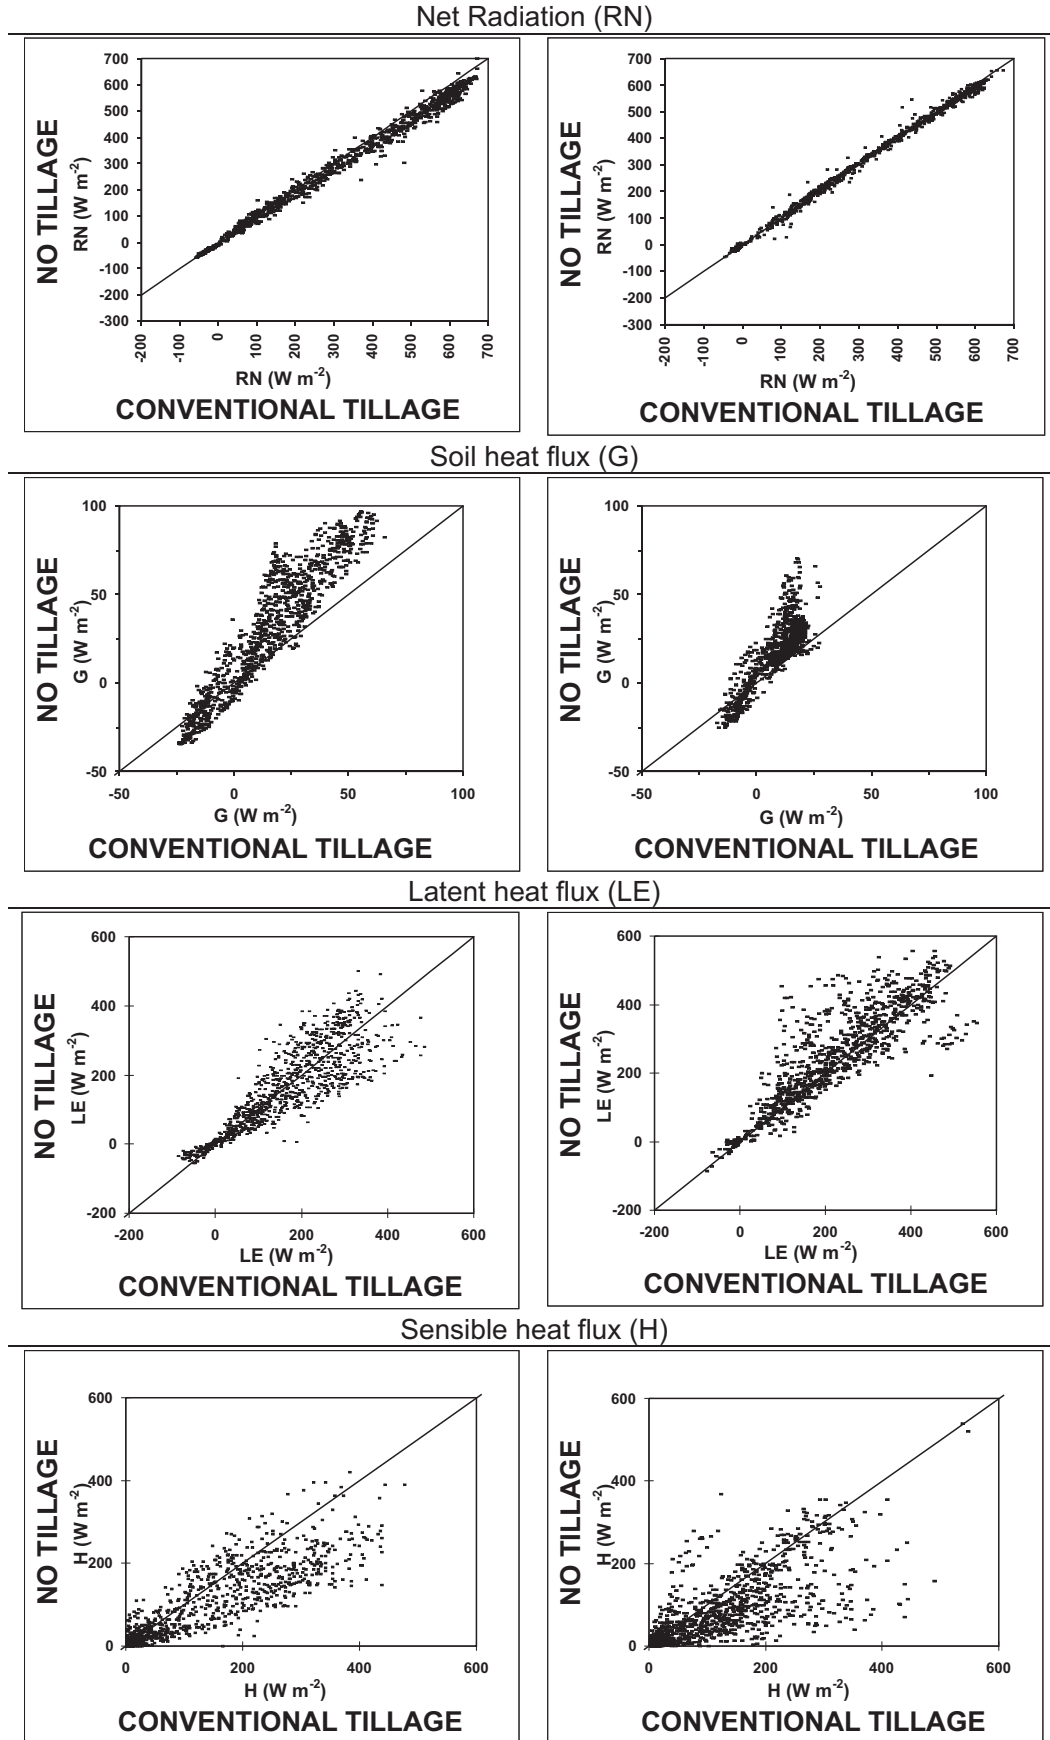 Net Radiation (RN)
NO TILLAGE
RN (W m-2)
700
600
500
400
300
200
100
0
-100
-200
-300
-200
-100
0
100
200
300
400
500
600
700
RN (W m-2)
CONVENTIONAL TILLAGE
NO TILLAGE
RN (W m-2)
700
600
500
400
300
200
100
0
-100
-200
-300
-200
-100
0
100
200
300
400
500
600
700
RN (W m-2)
CONVENTIONAL TILLAGE
Soil heat flux (G)
NO TILLAGE
G (W m-2)
100
50
0
-50
-50 0 50 100
G (W m-2)
CONVENTIONAL TILLAGE
NO TILLAGE
G (W m-2)
100
50
0
-50
-50 0 50 100
G (W m-2)
CONVENTIONAL TILLAGE
Latent heat flux (LE)
NO TILLAGE
LE (W m-2)
600
400
200
0
-200
-200 0 200 400 600
LE (W m-2)
CONVENTIONAL TILLAGE
NO TILLAGE
LE (W m-2)
600
400
200
0
-200
-200 0 200 400 600
LE (W m-2)
CONVENTIONAL TILLAGE
Sensible heat flux (H)
NO TILLAGE
H (W m-2)
600
400
200
0
0 200 400 600
H (W m-2)
CONVENTIONAL TILLAGE
NO TILLAGE
H (W m-2)
600
400
200
0
0 200 400 600
H (W m-2)
CONVENTIONAL TILLAGE